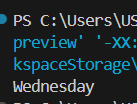 PS C:\Users\US
preview' '-XX:
kspaceStorage\
Wednesday